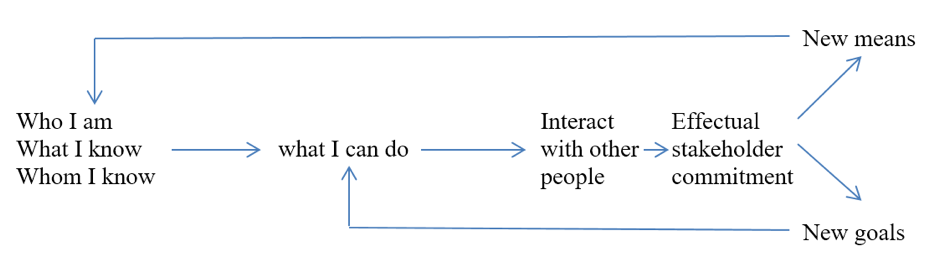 New means
Who I am
What I know
Whom I know
what I can do
Interact
with other
people
Effectual
stakeholder
commitment
New goals